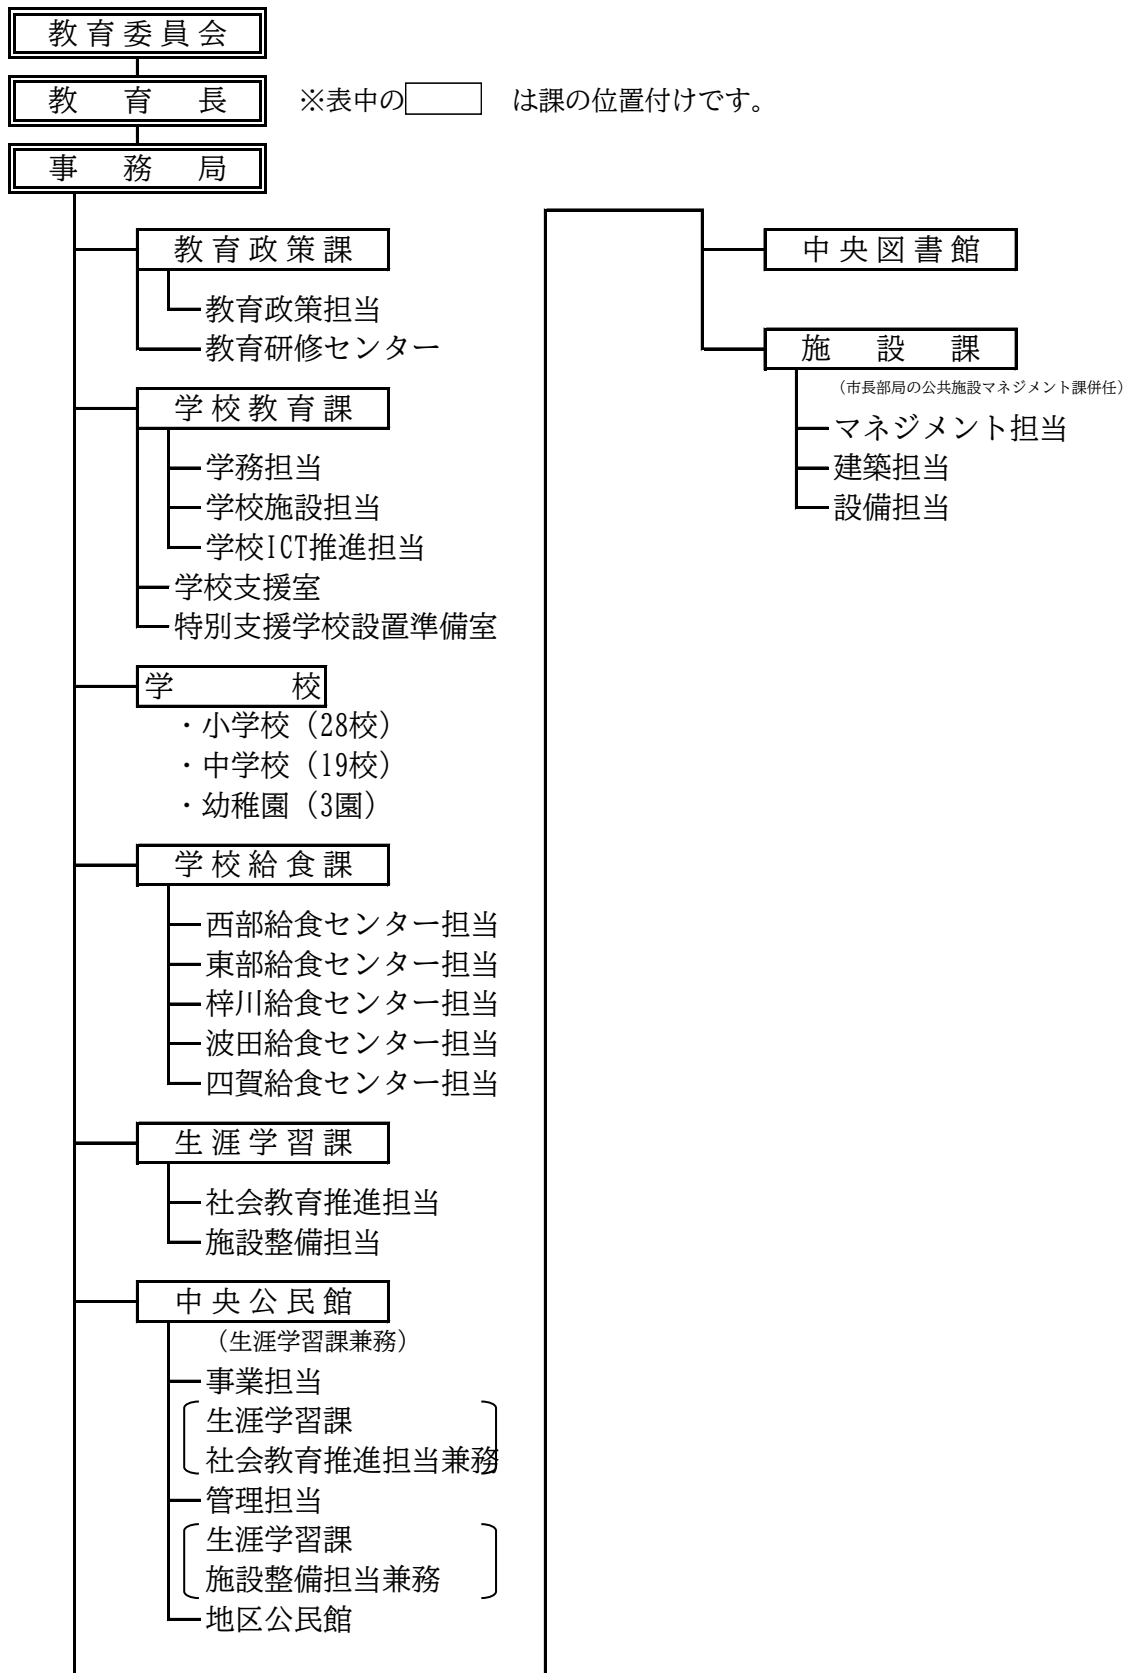 教育委員会
教育長
※表中の　　は課の位置付けです。
事務局
教育政策課
教育政策担当
教育研修センター
学校教育課
学務担当
学校施設担当
学校ICT推進担当
学校支援室
特別支援学校設置準備室
学校
・小学校（28校）
・中学校（19校）
・幼稚園（3園）
学校給食課
西部給食センター担当
東部給食センター担当
梓川給食センター担当
波田給食センター担当
四賀給食センター担当
生涯学習課
社会教育推進担当
施設整備担当
中央公民館
（生涯学習課兼務）
事業担当
生涯学習課
社会教育推進担当兼務
管理担当
生涯学習課
施設整備担当兼務
地区公民館
中央図書館
施設課
（市長部局の公共施設マネジメント課併任）
マネジメント担当
建築担当
設備担当